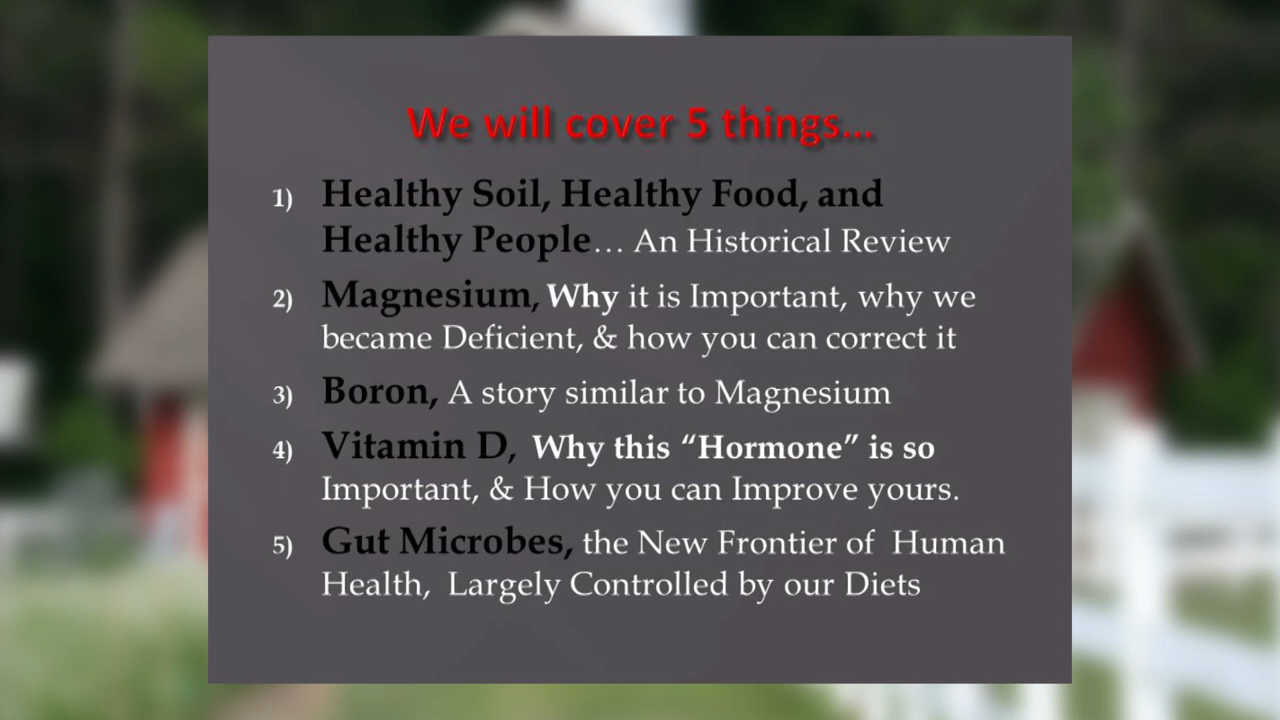 We will cover 5 things...
1) Healthy Soil, Healthy Food, and
Healthy People... An Historical Review
2) Magnesium, Why it is Important, why we
became Deficient, & how you can correct it
3) Boron, A story similar to Magnesium
4) Vitamin D, Why this “Hormone” is so
Important, & How you can Improve yours.
5) Gut Microbes, the New Frontier of Human
Health, Largely Controlled by our Diets